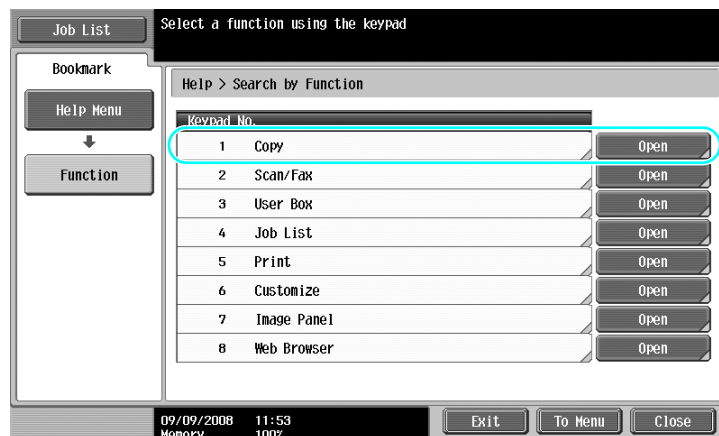 Job List
Select a function using the keypad
Bookmark
Help > Search by Function
Help Menu
Function
Keypad No.
1 Copy Open
2 Scan/Fax Open
3 User Box Open
4 Job List Open
5 Print Open
6 Customize Open
7 Image Panel Open
8 Web Browser Open
09/09/2008 11:53
Memory 100%
Exit To Menu Close